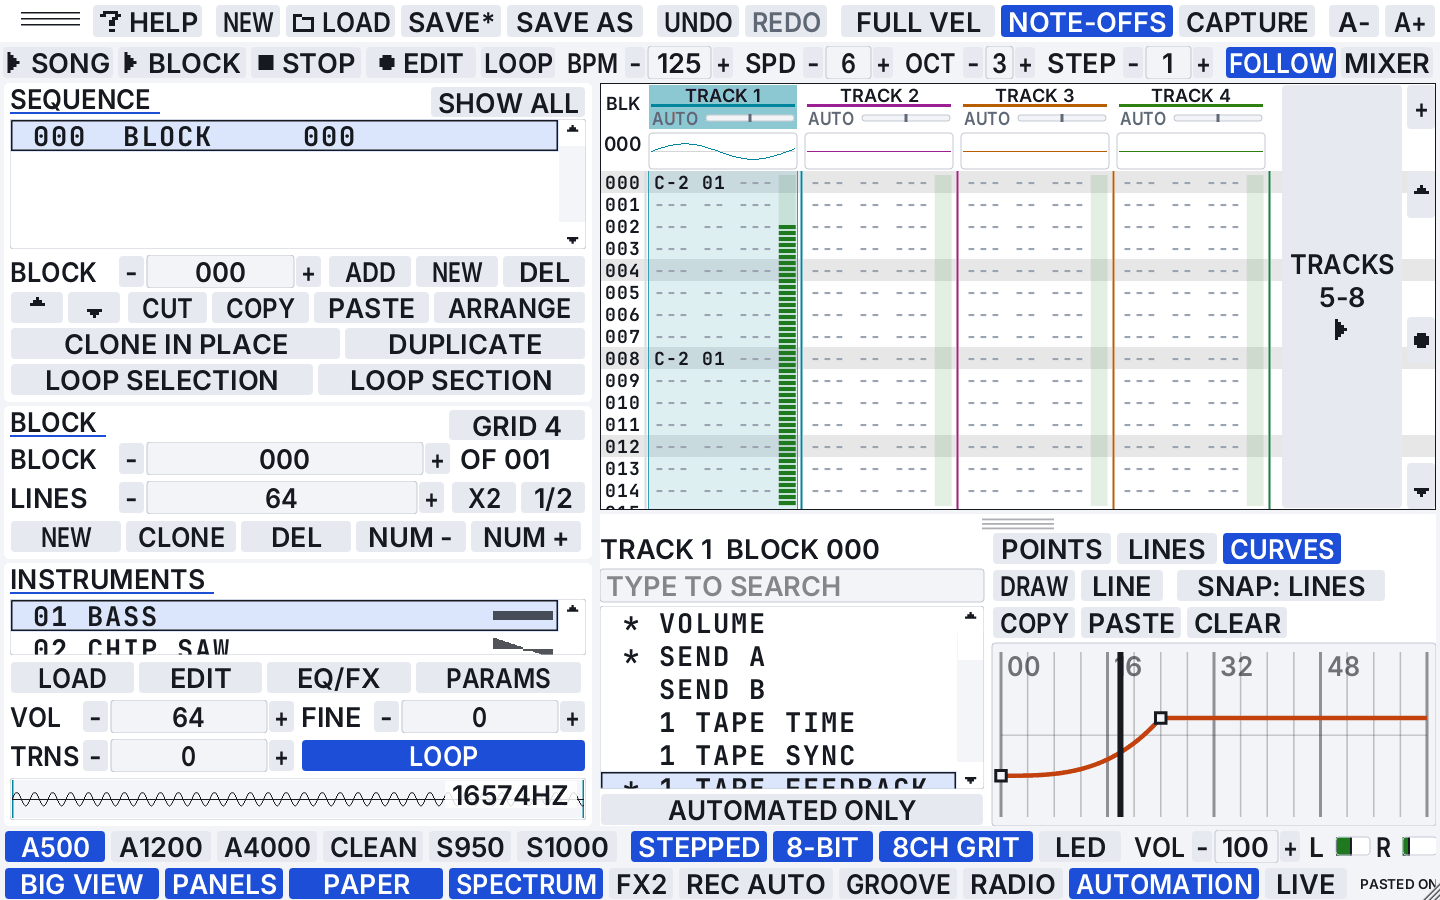 HELP NEW LOAD SAVE* SAVE AS UNDO REDO FULL VEL NOTE-OFFS CAPTURE A- A+
SONG BLOCK STOP EDIT LOOP BPM - 125 + SPD - 6 + OCT - 3 + STEP - 1 + FOLLOW MIXER
SEQUENCE SHOW ALL
000 BLOCK 000
BLOCK - 000 + ADD NEW DEL
CUT COPY PASTE ARRANGE
CLONE IN PLACE DUPLICATE
LOOP SELECTION LOOP SECTION
BLOCK GRID 4
BLOCK - 000 + OF 001
LINES - 64 + X2 1/2
NEW CLONE DEL NUM - NUM +
INSTRUMENTS
01 BASS
02 CHIP SAW
LOAD EDIT EQ/FX PARAMS
VOL - 64 + FINE - 0 +
TRNS - 0 + LOOP
16574HZ
BLK TRACK 1 TRACK 2 TRACK 3 TRACK 4 +
AUTO AUTO AUTO AUTO
000
000 C-2 01 --- --- -- --- --- -- --- --- -- ---
001 --- -- --- --- -- --- --- -- --- --- -- ---
002 --- -- --- --- -- --- --- -- --- --- -- ---
003 --- -- --- --- -- --- --- -- --- --- -- ---
004 --- -- --- --- -- --- --- -- --- --- -- ---
005 --- -- --- --- -- --- --- -- --- --- -- ---
006 --- -- --- --- -- --- --- -- --- --- -- ---
007 --- -- --- --- -- --- --- -- --- --- -- ---
008 C-2 01 --- --- -- --- --- -- --- --- -- ---
009 --- -- --- --- -- --- --- -- --- --- -- ---
010 --- -- --- --- -- --- --- -- --- --- -- ---
011 --- -- --- --- -- --- --- -- --- --- -- ---
012 --- -- --- --- -- --- --- -- --- --- -- ---
013 --- -- --- --- -- --- --- -- --- --- -- ---
014 --- -- --- --- -- --- --- -- --- --- -- ---
TRACKS
5-8
TRACK 1 BLOCK 000
TYPE TO SEARCH
* VOLUME
* SEND A
SEND B
1 TAPE TIME
1 TAPE SYNC
* 1 TAPE FEEDBACK
AUTOMATED ONLY
POINTS LINES CURVES
DRAW LINE SNAP: LINES
COPY PASTE CLEAR
00 16 32 48
A500 A1200 A4000 CLEAN S950 S1000 STEPPED 8-BIT 8CH GRIT LED VOL - 100 + L R
BIG VIEW PANELS PAPER SPECTRUM FX2 REC AUTO GROOVE RADIO AUTOMATION LIVE PASTED ON